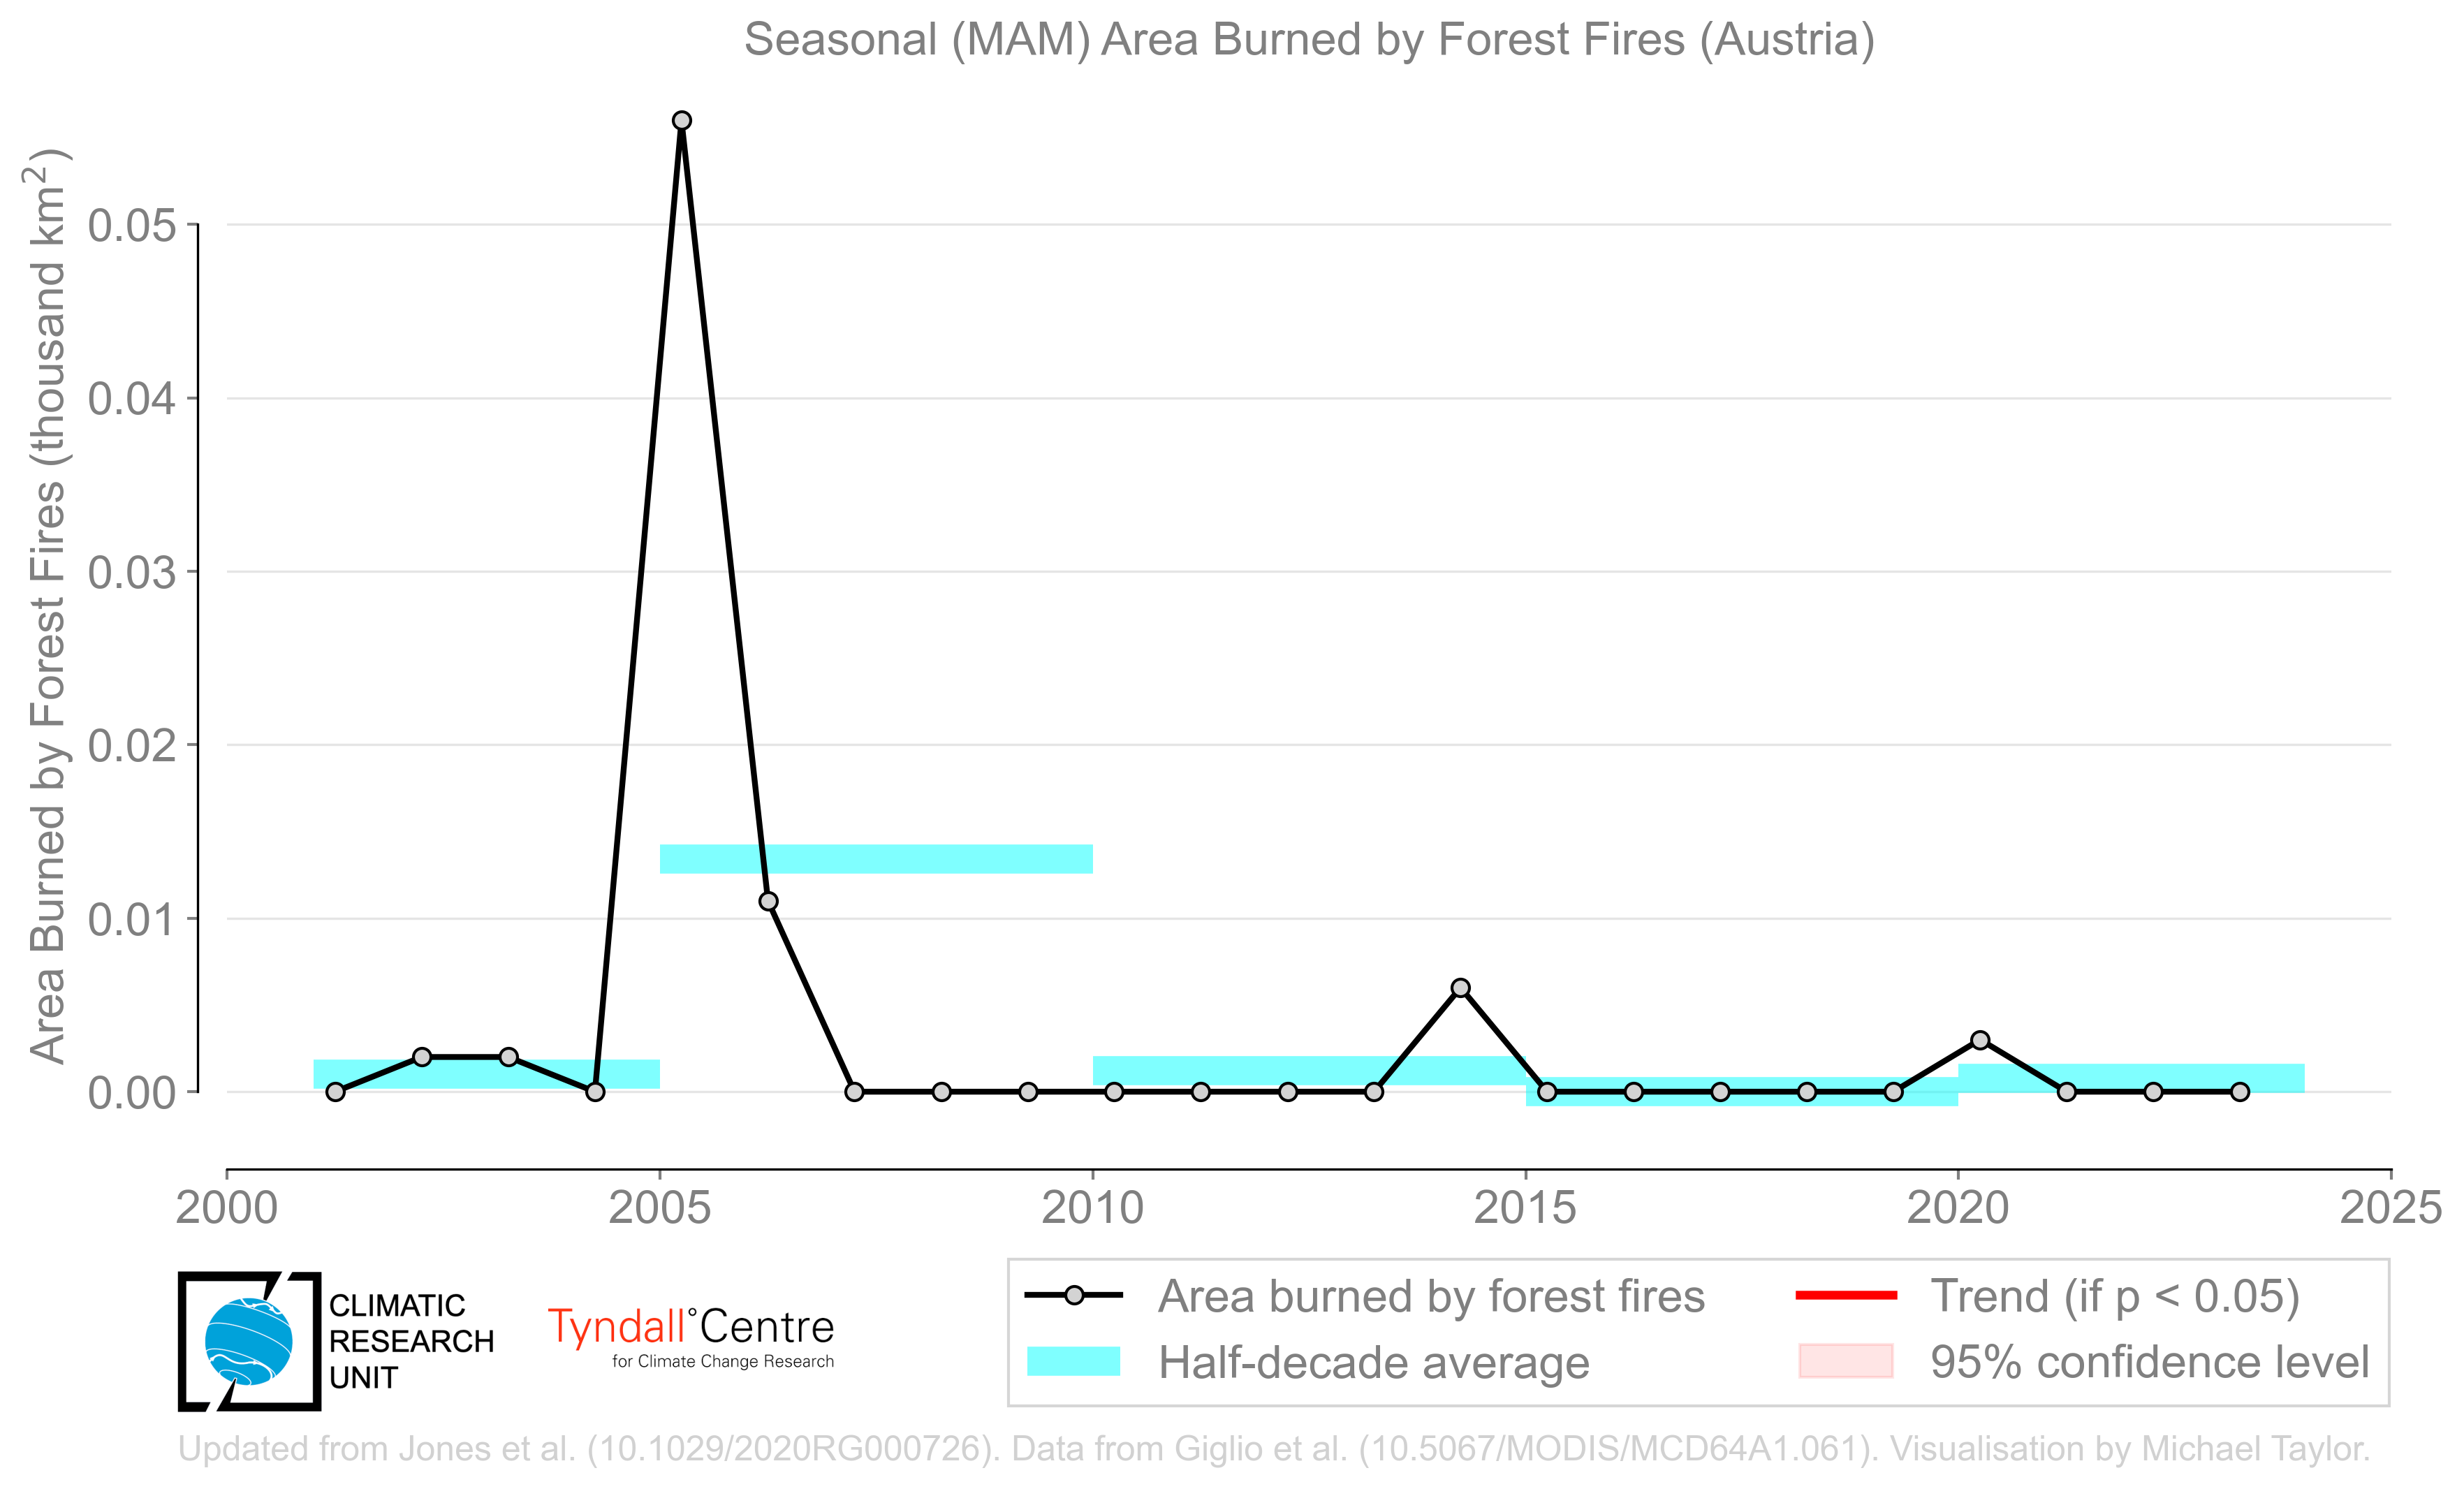 Seasonal (MAM) Area Burned by Forest Fires (Austria)
Area Burned by Forest Fires (thousand km²)
0.05
0.04
0.03
0.02
0.01
0.00
2000 2005 2010 2015 2020 2025
CLIMATIC
RESEARCH
UNIT
Tyndall°Centre
for Climate Change Research
Area burned by forest fires
Half-decade average
Trend (if p < 0.05)
95% confidence level
Updated from Jones et al. (10.1029/2020RG000726). Data from Giglio et al. (10.5067/MODIS/MCD64A1.061). Visualisation by Michael Taylor.